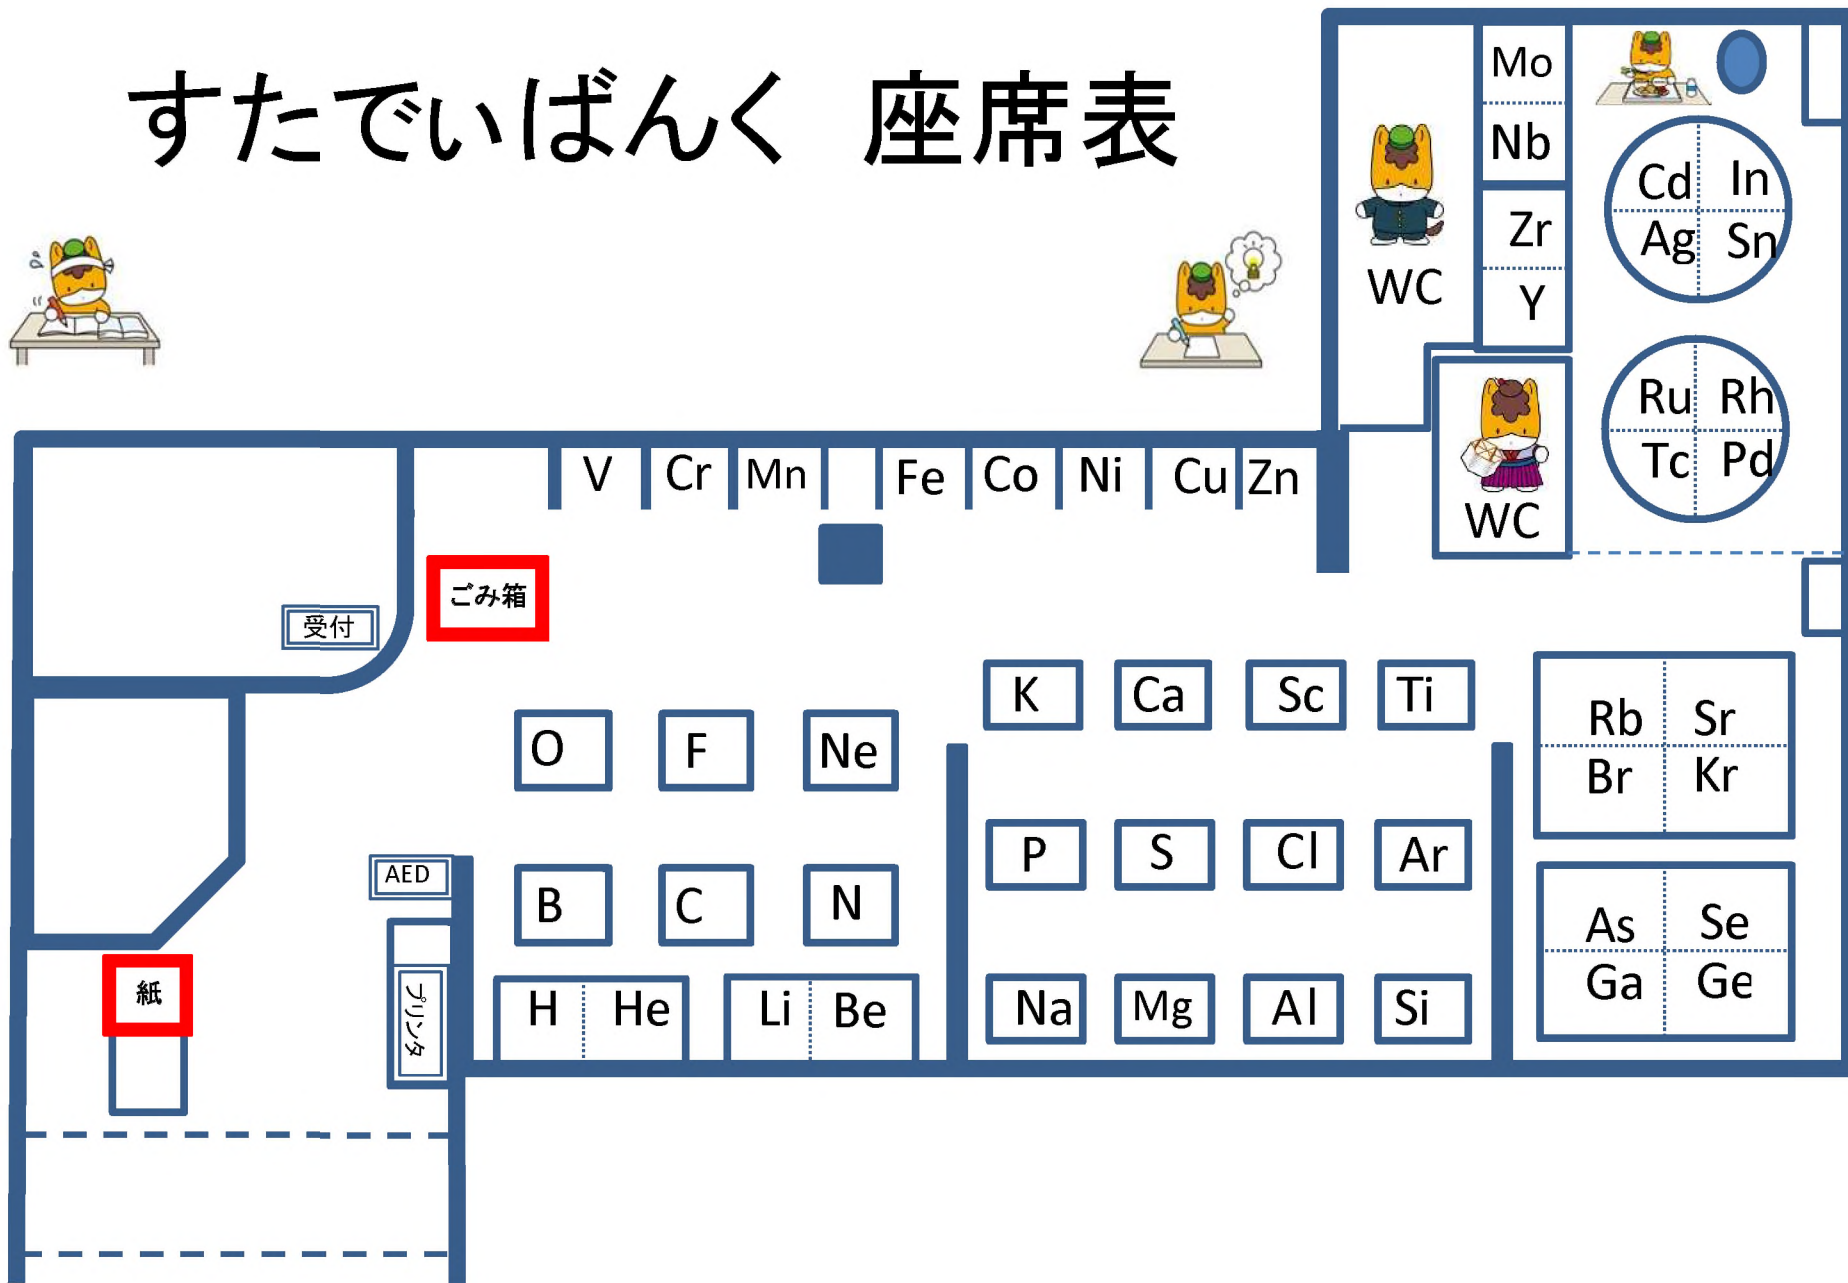 すたでぃばんく 座席表
Mo
Nb
Zr
Y
WC
Cd In
Ag Sn
Ru Rh
Tc Pd
WC
V Cr Mn Fe Co Ni Cu Zn
ごみ箱
受付
K Ca Sc Ti
O F Ne
Rb Sr
Br Kr
P S Cl Ar
AED
B C N
As Se
Ga Ge
紙
プリンタ
H He Li Be
Na Mg Al Si